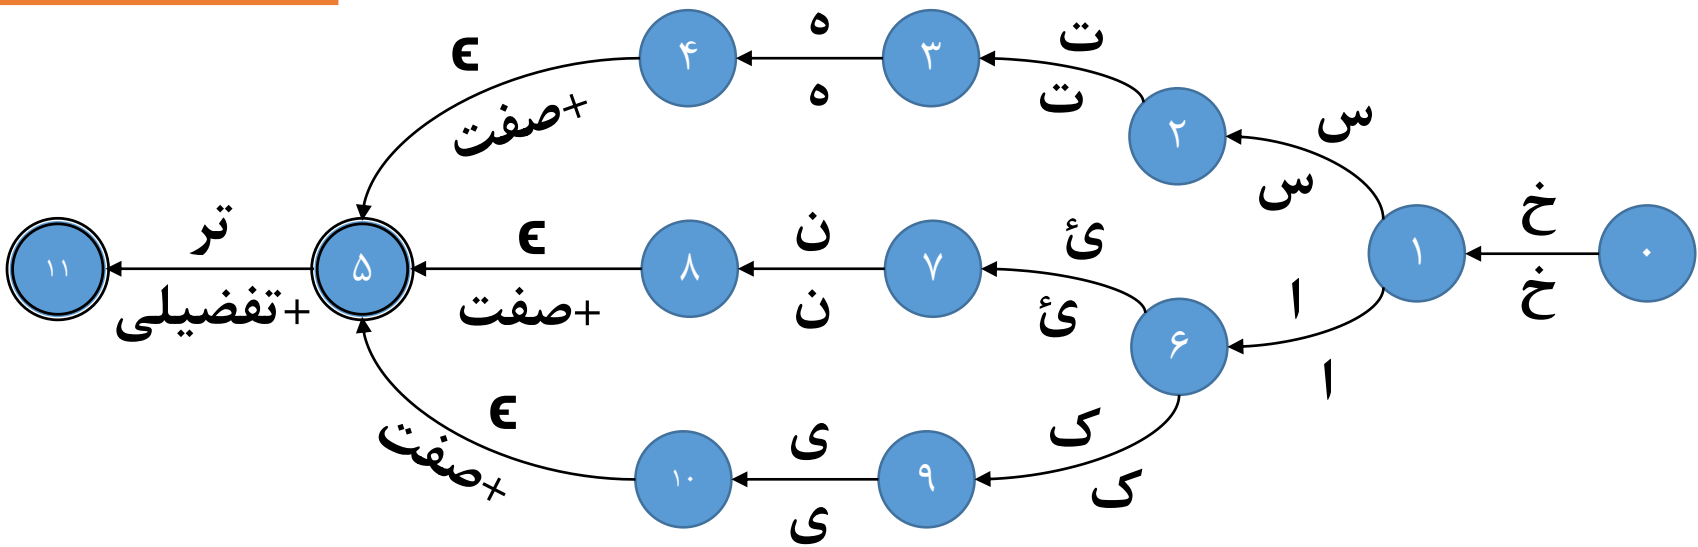 خ
خ
۰
۱
س
س
۲
ت
ت
۳
ه
ه
۴
ϵ
+صفت
ا
ا
۶
ئ
ئ
۷
ن
ن
۸
ϵ
+صفت
ک
ک
۹
ی
ی
۱۰
ϵ
+صفت
۵
تر
+تفضیلی
۱۱